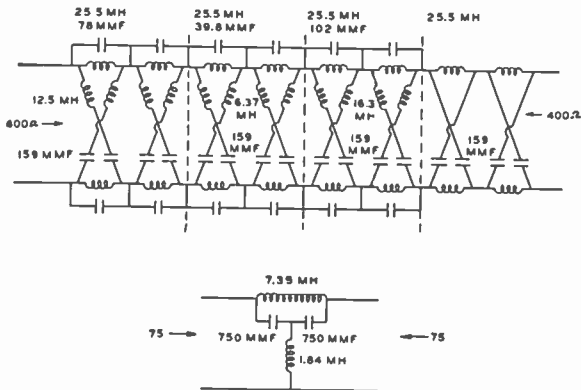 25.5 MH 25.5 MH 25.5 MH 25.5 MH
78 MMF 39.8 MMF 102 MMF
12.5 MH 6.37 MH 16.3 MH
400Ω 400Ω
159 MMF 159 MMF 159 MMF 159 MMF
7.35 MH
75 75
750 MMF 750 MMF
1.84 MH